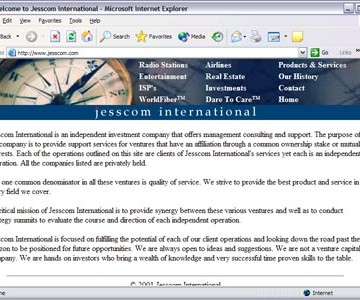 elcome to Jesscom International - Microsoft Internet Explorer
Edit View Favorites Tools Help
Back Search Favorites Media
http://www.jesscom.com/ Go Links
Radio Stations Airlines Products & Services
Entertainment Real Estate Our History
ISP's Investments Contact
WorldFiber™ Dare To Care™ Home
jesscom international
scom International is an independent investment company that offers management consulting and support. The purpose of
company is to provide support services for ventures that have an affiliation through a common ownership stake or mutual
rests. Each of the operations outlined on this site are clients of Jesscom International's services yet each is an independent
ration. All the companies listed are privately held.
one common denominator in all these ventures is quality of service. We strive to provide the best product and service in
ry field we cover.
ritical mission of Jesscom International is to provide synergy between these various ventures and well as to conduct
tegy summits to evaluate the course and direction of each independent operation.
scom International is focused on fulfilling the potential of each of our client operations and looking down the road past the
zon to be positioned for future opportunities. We are always open to ideas and suggestions. We are not a venture capital
pany. We are hands on investors who bring a wealth of knowledge and very successful time proven skills to the table.
© 2001 Jesscom International
Internet